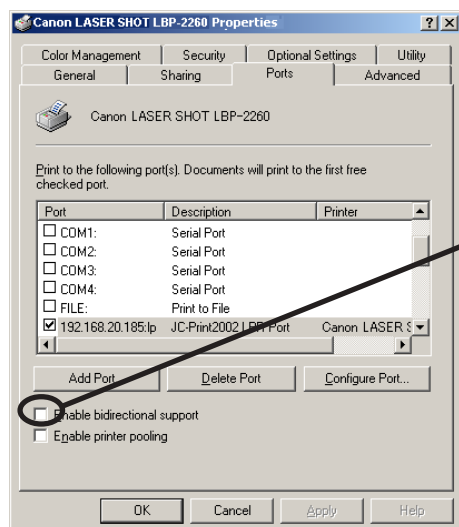 Canon LASER SHOT LBP-2260 Properties
Color Management Security Optional Settings Utility
General Sharing Ports Advanced
Canon LASER SHOT LBP-2260
Print to the following port(s). Documents will print to the first free
checked port.
Port Description Printer
COM1: Serial Port
COM2: Serial Port
COM3: Serial Port
COM4: Serial Port
FILE: Print to File
192.168.20.185:lp JC-Print2002 LPR Port Canon LASER S
Add Port... Delete Port Configure Port...
Enable bidirectional support
Enable printer pooling
OK Cancel Apply Help